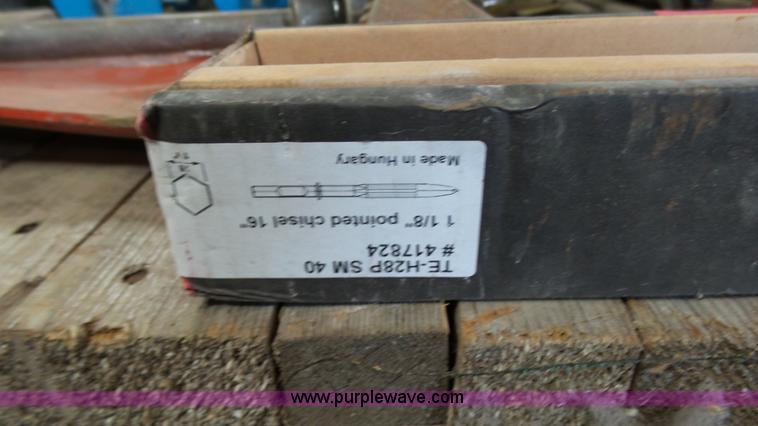 TE-H28P SM 40
# 417824
1 1/8" pointed chisel 16"
Made in Hungary
www.purplewave.com